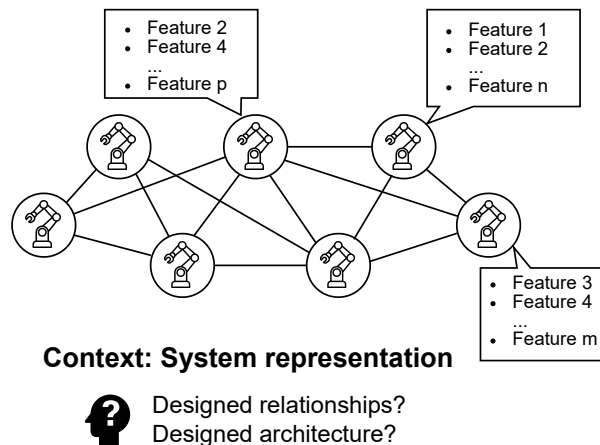 • Feature 2
• Feature 4
...
• Feature p
• Feature 1
• Feature 2
...
• Feature n
• Feature 3
• Feature 4
...
• Feature m
Context: System representation
?
Designed relationships?
Designed architecture?